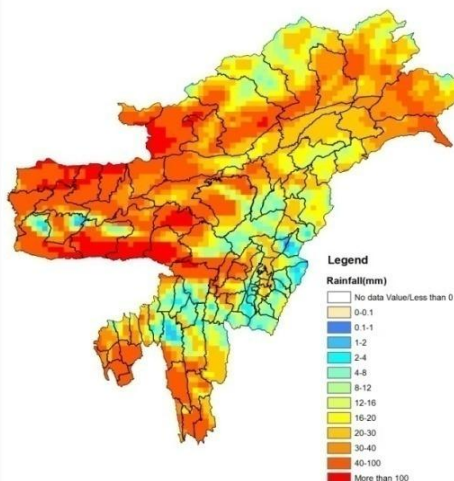 Legend
Rainfall(mm)
No data Value/Less than 0
0-0.1
0.1-1
1-2
2-4
4-8
8-12
12-16
16-20
20-30
30-40
40-100
More than 100